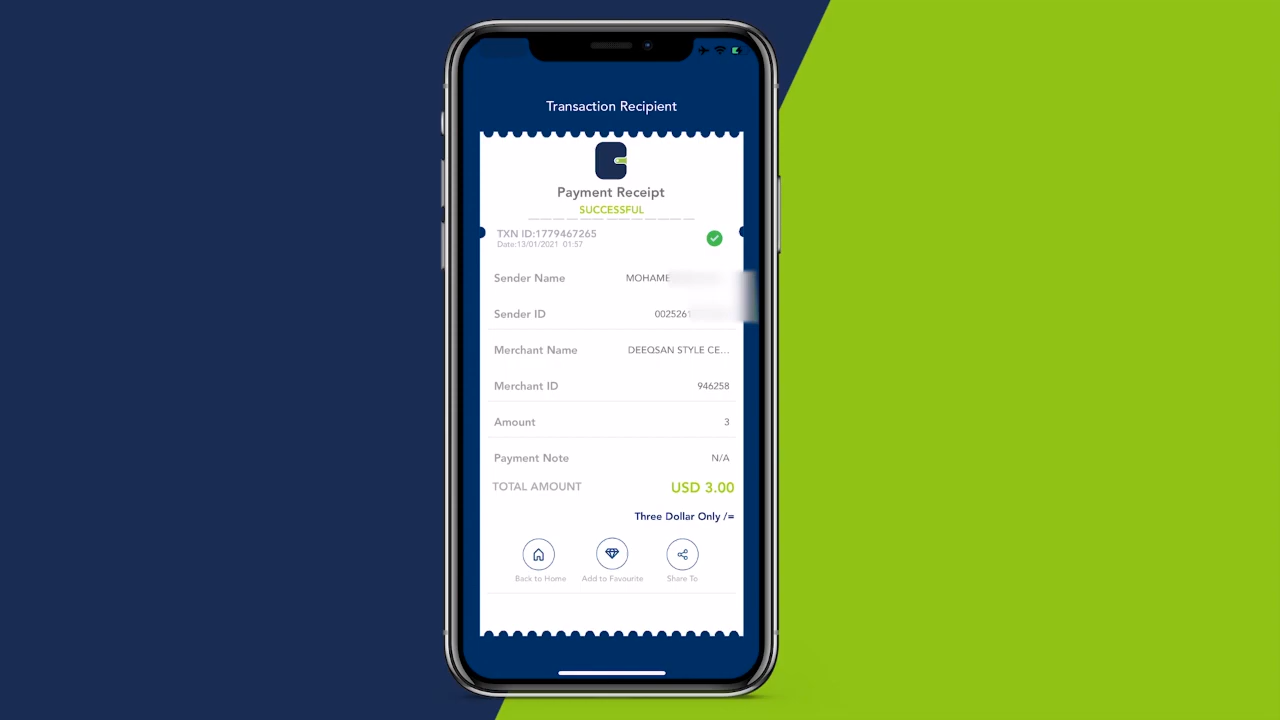 Transaction Recipient
Payment Receipt
SUCCESSFUL
TXN ID:1779467265
Date:13/01/2021 01:57
Sender Name MOHAME
Sender ID 0025261
Merchant Name DEEQSAN STYLE CE...
Merchant ID 946258
Amount 3
Payment Note N/A
TOTAL AMOUNT USD 3.00
Three Dollar Only /=
Back to Home Add to Favourite Share To